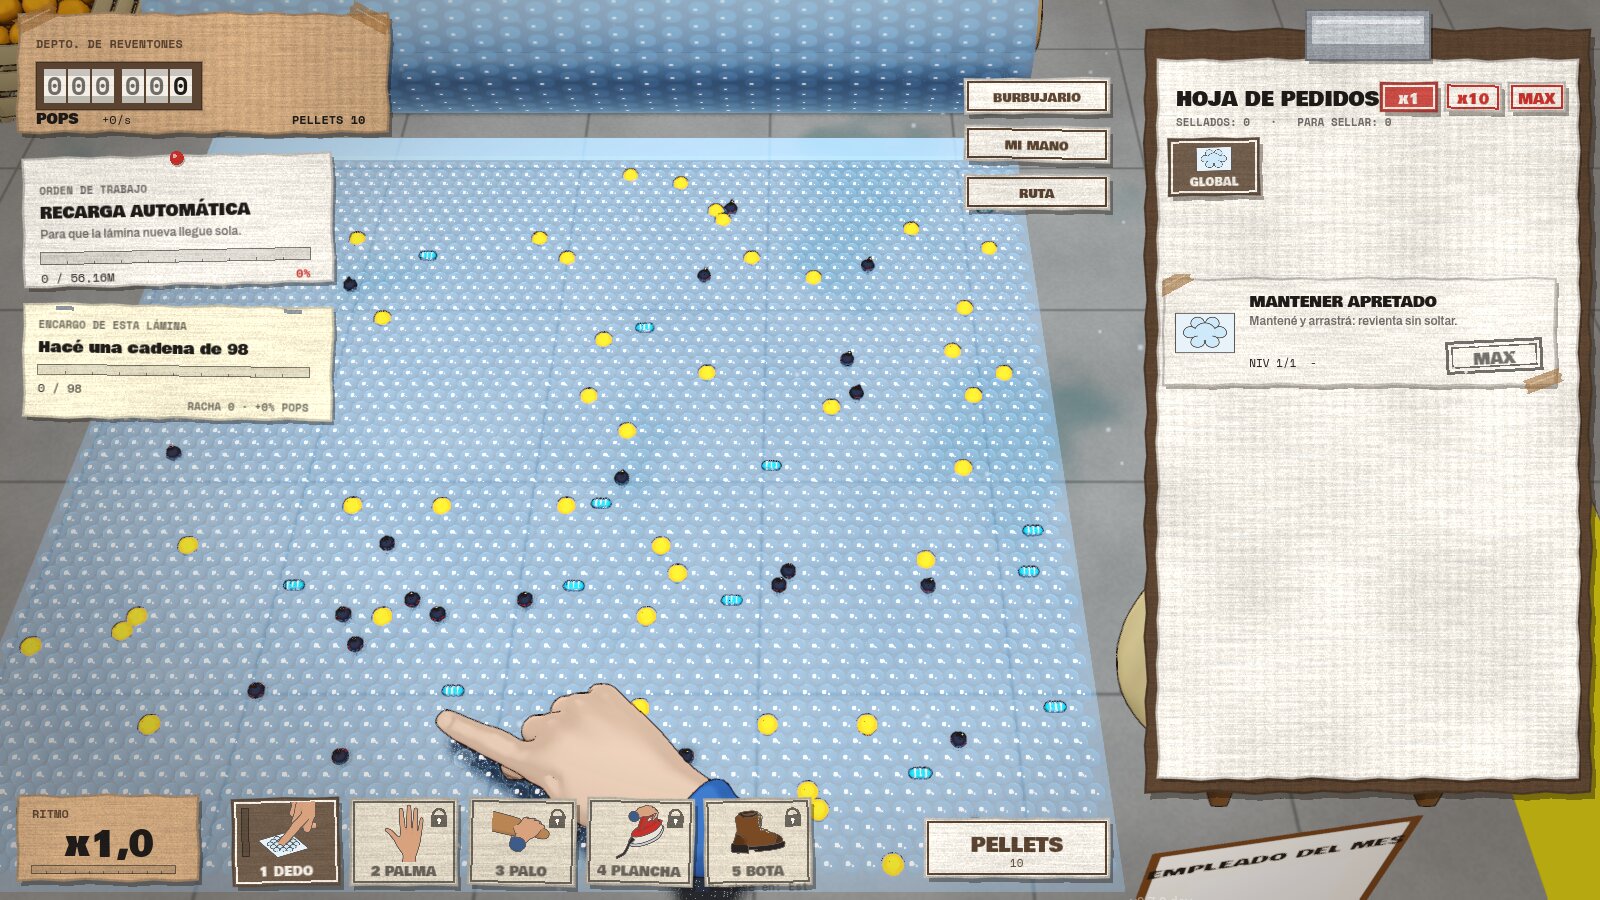 DEPTO. DE REVENTONES
000 000
POPS +0/s PELLETS 10
ORDEN DE TRABAJO
RECARGA AUTOMÁTICA
Para que la lámina nueva llegue sola.
0 / 56.16M 0%
ENCARGO DE ESTA LÁMINA
Hacé una cadena de 98
0 / 98
RACHA 0 - +0% POPS
BURBUJARIO
MI MANO
RUTA
HOJA DE PEDIDOS x1 x10 MAX
SELLADOS: 0 · PARA SELLAR: 0
GLOBAL
MANTENER APRETADO
Mantené y arrastrá: revienta sin soltar.
NIV 1/1 -
MAX
RITMO
x1,0
1 DEDO
2 PALMA
3 PALO
4 PLANCHA
5 BOTA
PELLETS
10
EMPLEADO DEL MES